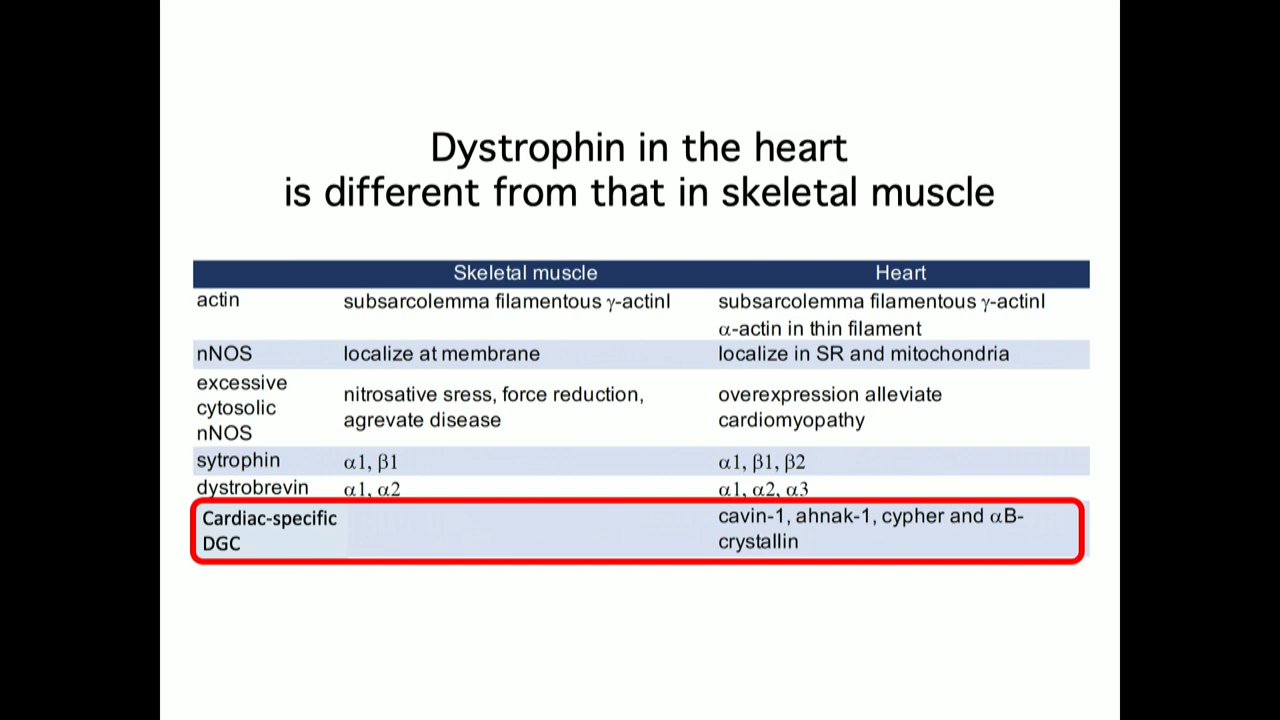 Dystrophin in the heart
is different from that in skeletal muscle
Skeletal muscle Heart
actin subsarcolemma filamentous γ-actinI subsarcolemma filamentous γ-actinI
α-actin in thin filament
nNOS localize at membrane localize in SR and mitochondria
excessive
cytosolic
nNOS
nitrosative sress, force reduction,
agrevate disease
overexpression alleviate
cardiomyopathy
sytrophin α1, β1 α1, β1, β2
dystrobrevin α1, α2 α1, α2, α3
Cardiac-specific
DGC
cavin-1, ahnak-1, cypher and αB-
crystallin